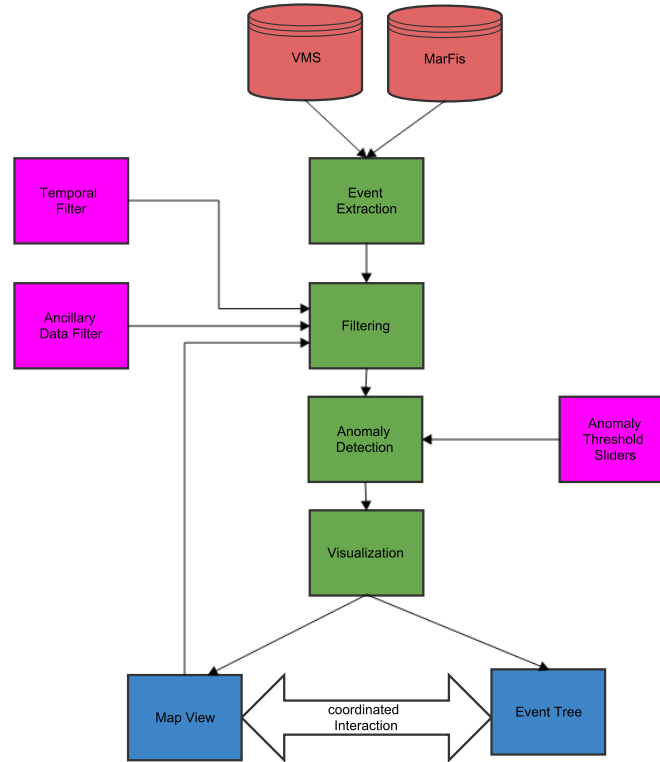 VMS
MarFis
Temporal
Filter
Event
Extraction
Ancillary
Data Filter
Filtering
Anomaly
Detection
Anomaly
Threshold
Sliders
Visualization
Map View
coordinated
Interaction
Event Tree